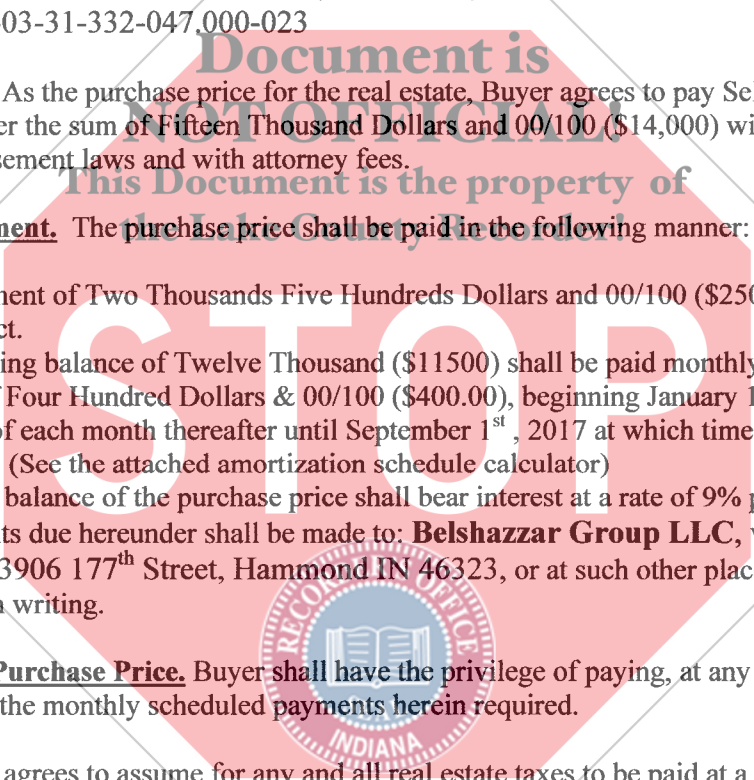 -03-31-332-047.000-023
Document is
As the purchase price for the real estate, Buyer agrees to pay Sel
NOT OFFICIAL!
er the sum of Fifteen Thousand Dollars and 00/100 ($14,000) wi
sement laws and with attorney fees.
This Document is the property of
ment. The purchase price shall be paid in the following manner:
the Lake County Recorder!
nent of Two Thousands Five Hundreds Dollars and 00/100 ($250
ct.
STOP
ing balance of Twelve Thousand ($11500) shall be paid monthly
f Four Hundred Dollars & 00/100 ($400.00), beginning January 1
of each month thereafter until September 1st , 2017 at which time
(See the attached amortization schedule calculator)
balance of the purchase price shall bear interest at a rate of 9% p
ts due hereunder shall be made to: Belshazzar Group LLC,
3906 177th Street, Hammond IN 46323, or at such other plac
n writing.
RECORDER'S OFFICE
Purchase Price. Buyer shall have the privilege of paying, at any
the monthly scheduled payments herein required.
INDIANA
agrees to assume for any and all real estate taxes to be paid at a